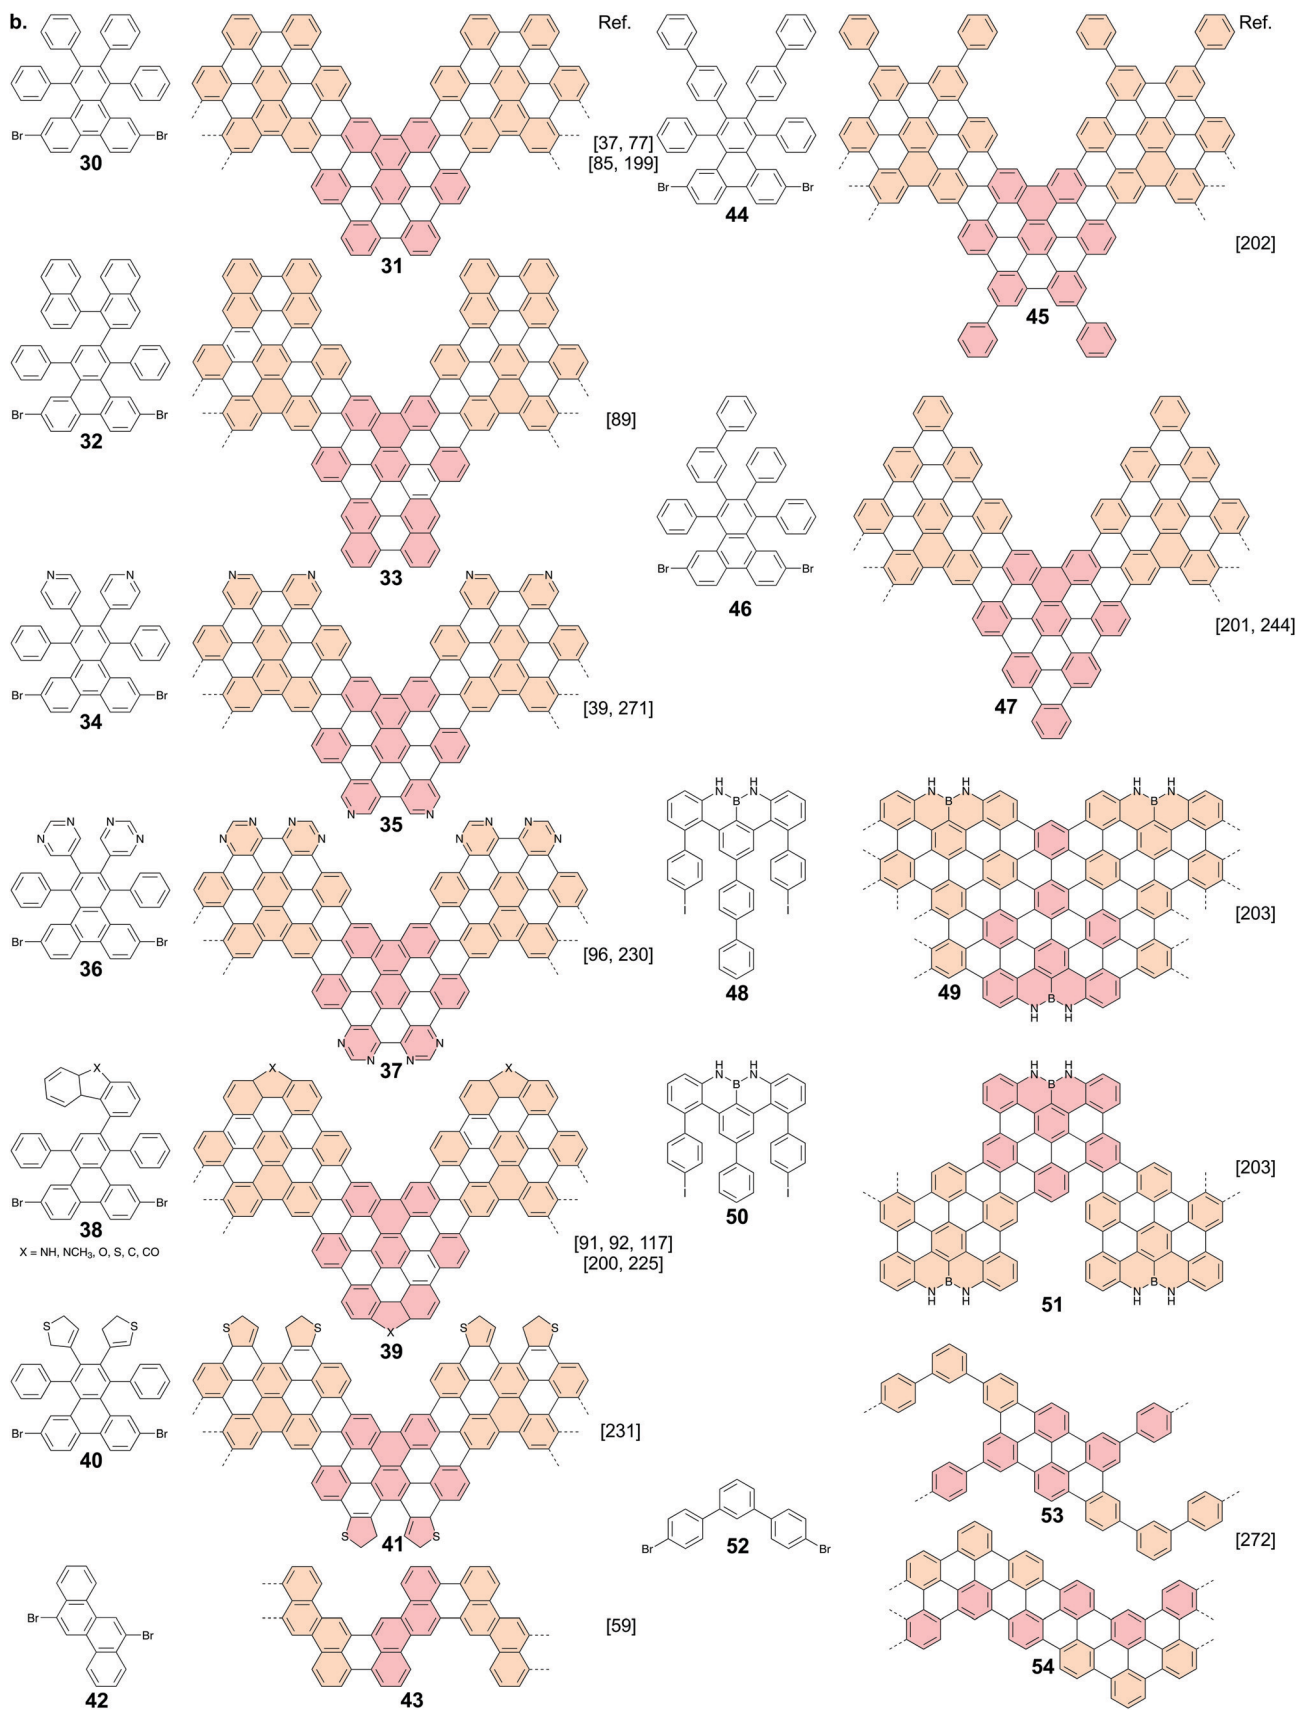 b.
Ref.
Br
Br
30
31
[37, 77]
[85, 199]
Br
Br
32
33
[89]
N
N
Br
Br
34
N
N
N
N
N
N
35
[39, 271]
N
N
N
N
Br
Br
36
N
N
N
N
N
N
N
N
N
N
N
N
37
[96, 230]
X
Br
Br
38
X = NH, NCH3, O, S, C, CO
X
X
X
39
[91, 92, 117]
[200, 225]
S
S
Br
Br
40
S
S
S
S
S
S
41
[231]
Br
Br
42
43
[59]
Ref.
Br
Br
44
45
[202]
Br
Br
46
47
[201, 244]
H
H
N
B
N
I
I
48
H
H
H
H
N
B
N
N
B
N
N
B
N
H
H
49
[203]
H
H
N
B
N
I
I
50
H
H
N
B
N
B
B
N
N
N
N
H
H
H
H
51
[203]
Br
Br
52
53
[272]
54